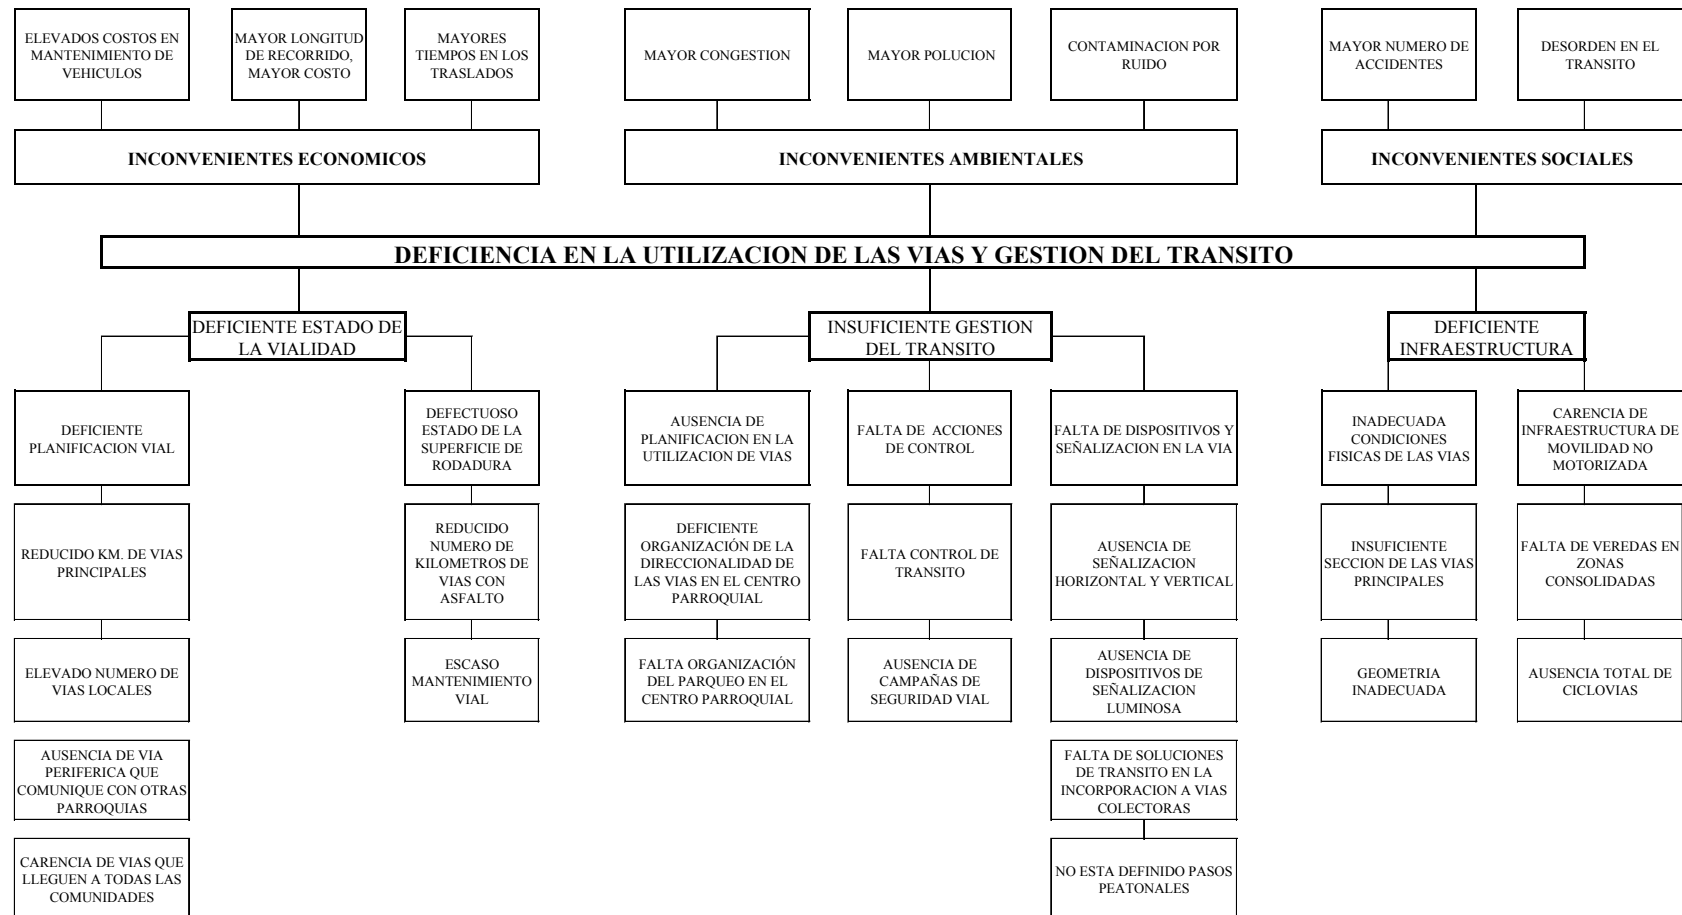 ELEVADOS COSTOS EN
MANTENIMIENTO DE
VEHICULOS
MAYOR LONGITUD
DE RECORRIDO,
MAYOR COSTO
MAYORES
TIEMPOS EN LOS
TRASLADOS
MAYOR CONGESTION
MAYOR POLUCION
CONTAMINACION POR
RUIDO
MAYOR NUMERO DE
ACCIDENTES
DESORDEN EN EL
TRANSITO
INCONVENIENTES ECONOMICOS
INCONVENIENTES AMBIENTALES
INCONVENIENTES SOCIALES
DEFICIENCIA EN LA UTILIZACION DE LAS VIAS Y GESTION DEL TRANSITO
DEFICIENTE ESTADO DE
LA VIALIDAD
INSUFICIENTE GESTION
DEL TRANSITO
DEFICIENTE
INFRAESTRUCTURA
DEFICIENTE
PLANIFICACION VIAL
DEFECTUOSO
ESTADO DE LA
SUPERFICIE DE
RODADURA
AUSENCIA DE
PLANIFICACION EN LA
UTILIZACION DE VIAS
FALTA DE ACCIONES
DE CONTROL
FALTA DE DISPOSITIVOS Y
SEÑALIZACION EN LA VIA
INADECUADA
CONDICIONES
FISICAS DE LAS VIAS
CARENCIA DE
INFRAESTRUCTURA DE
MOVILIDAD NO
MOTORIZADA
REDUCIDO KM. DE VIAS
PRINCIPALES
REDUCIDO
NUMERO DE
KILOMETROS DE
VIAS CON
ASFALTO
DEFICIENTE
ORGANIZACIÓN DE LA
DIRECCIONALIDAD DE
LAS VIAS EN EL CENTRO
PARROQUIAL
FALTA CONTROL DE
TRANSITO
AUSENCIA DE
SEÑALIZACION
HORIZONTAL Y VERTICAL
INSUFICIENTE
SECCION DE LAS VIAS
PRINCIPALES
FALTA DE VEREDAS EN
ZONAS
CONSOLIDADAS
ELEVADO NUMERO DE
VIAS LOCALES
ESCASO
MANTENIMIENTO
VIAL
FALTA ORGANIZACIÓN
DEL PARQUEO EN EL
CENTRO PARROQUIAL
AUSENCIA DE
CAMPAÑAS DE
SEGURIDAD VIAL
AUSENCIA DE
DISPOSITIVOS DE
SEÑALIZACION
LUMINOSA
GEOMETRIA
INADECUADA
AUSENCIA TOTAL DE
CICLOVIAS
AUSENCIA DE VIA
PERIFERICA QUE
COMUNIQUE CON OTRAS
PARROQUIAS
FALTA DE SOLUCIONES
DE TRANSITO EN LA
INCORPORACION A VIAS
COLECTORAS
CARENCIA DE VIAS QUE
LLEGUEN A TODAS LAS
COMUNIDADES
NO ESTA DEFINIDO PASOS
PEATONALES